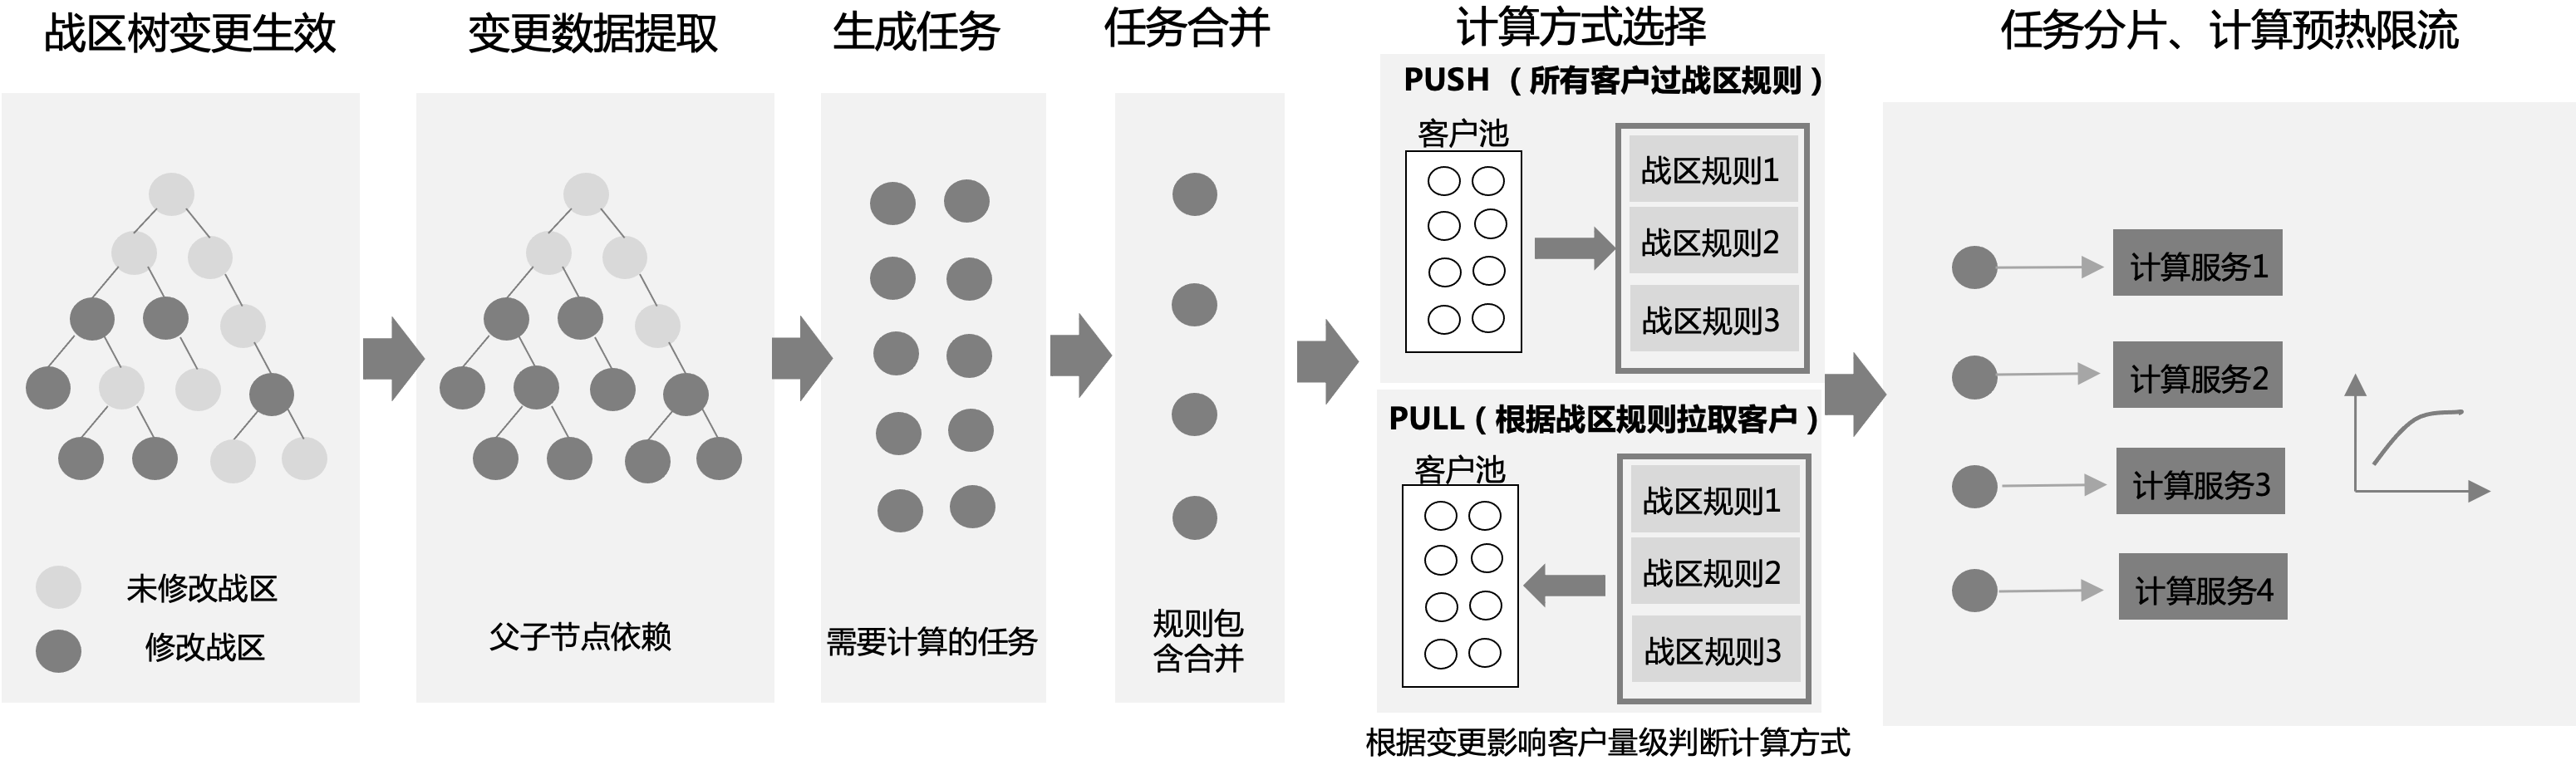 战区树变更生效
变更数据提取
生成任务
任务合并
计算方式选择
任务分片、计算预热限流
未修改战区
修改战区
父子节点依赖
需要计算的任务
规则包
含合并
PUSH（所有客户过战区规则）
客户池
战区规则1
战区规则2
战区规则3
PULL（根据战区规则拉取客户）
客户池
战区规则1
战区规则2
战区规则3
根据变更影响客户量级判断计算方式
计算服务1
计算服务2
计算服务3
计算服务4